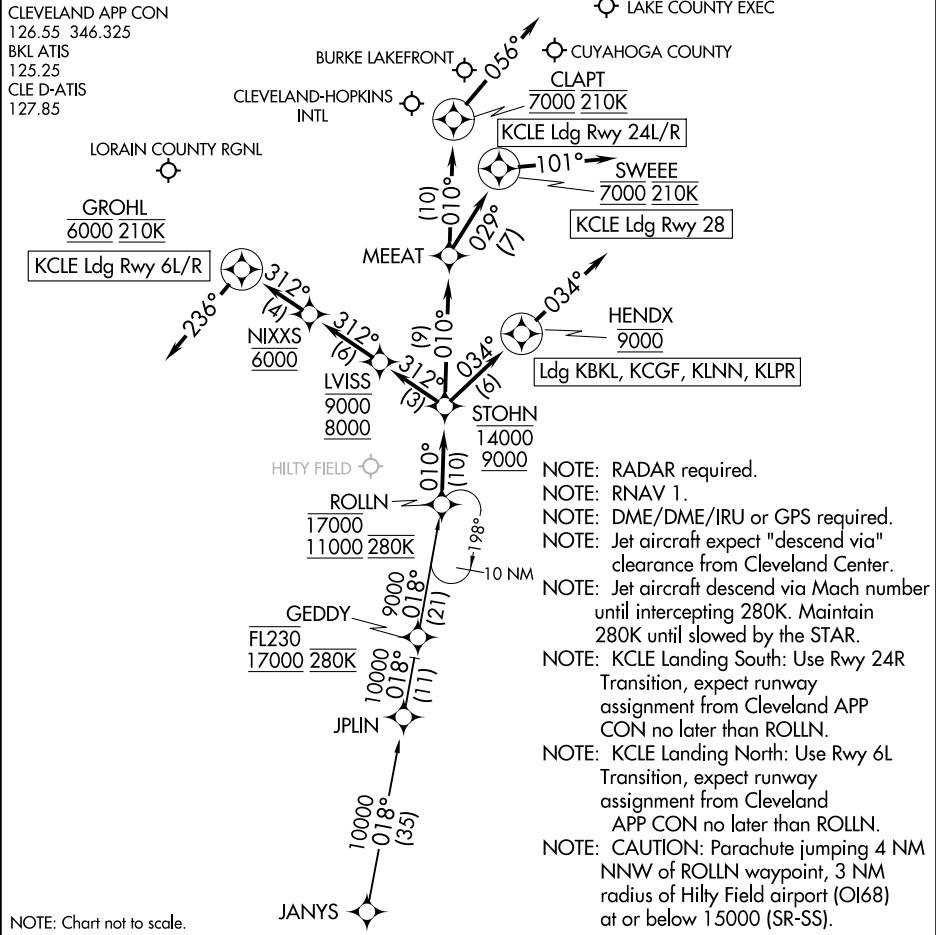 CLEVELAND APP CON
126.55 346.325
BKL ATIS
125.25
CLE D-ATIS
127.85
LAKE COUNTY EXEC
CUYAHOGA COUNTY
BURKE LAKEFRONT
056°
CLEVELAND-HOPKINS
INTL
CLAPT
7000 210K
KCLE Ldg Rwy 24L/R
LORAIN COUNTY RGNL
101°
SWEEE
7000 210K
KCLE Ldg Rwy 28
(10)
010°
029°
(7)
GROHL
6000 210K
KCLE Ldg Rwy 6L/R
MEEAT
312°
(4)
236°
NIXXS
6000
312°
(6)
(9)
010°
034°
HENDX
9000
Ldg KBKL, KCGF, KLNN, KLPR
LVISS
9000
8000
312°
(3)
034°
(6)
STOHN
14000
9000
HILTY FIELD
010°
(10)
ROLLN
17000
11000 280K
198°
10 NM
9000
018°
(21)
GEDDY
FL230
17000 280K
10000
018°
(11)
JPLIN
10000
018°
(35)
JANYS
NOTE: RADAR required.
NOTE: RNAV 1.
NOTE: DME/DME/IRU or GPS required.
NOTE: Jet aircraft expect "descend via"
clearance from Cleveland Center.
NOTE: Jet aircraft descend via Mach number
until intercepting 280K. Maintain
280K until slowed by the STAR.
NOTE: KCLE Landing South: Use Rwy 24R
Transition, expect runway
assignment from Cleveland APP
CON no later than ROLLN.
NOTE: KCLE Landing North: Use Rwy 6L
Transition, expect runway
assignment from Cleveland
APP CON no later than ROLLN.
NOTE: CAUTION: Parachute jumping 4 NM
NNW of ROLLN waypoint, 3 NM
radius of Hilty Field airport (OI68)
at or below 15000 (SR-SS).
NOTE: Chart not to scale.